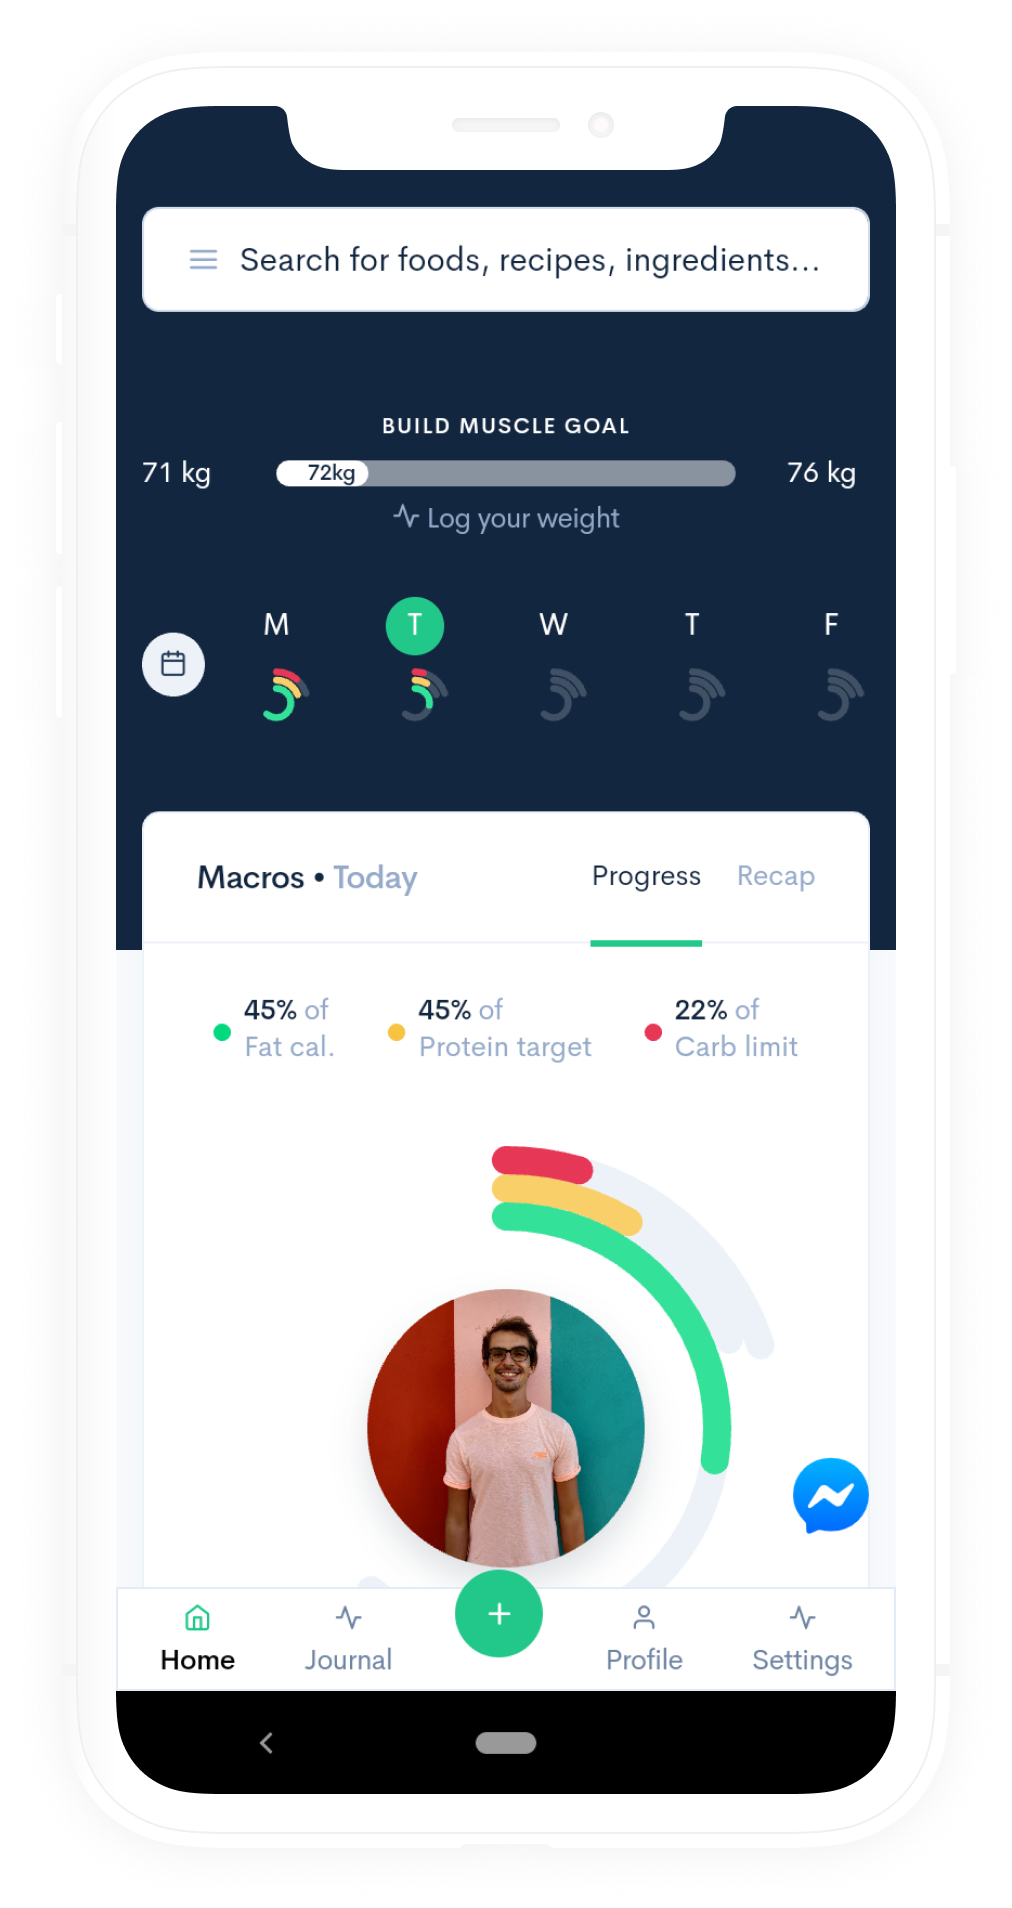 Search for foods, recipes, ingredients...
BUILD MUSCLE GOAL
71 kg 72kg 76 kg
Log your weight
M T W T F
Macros • Today Progress Recap
45% of 45% of 22% of
Fat cal. Protein target Carb limit
Home Journal Profile Settings